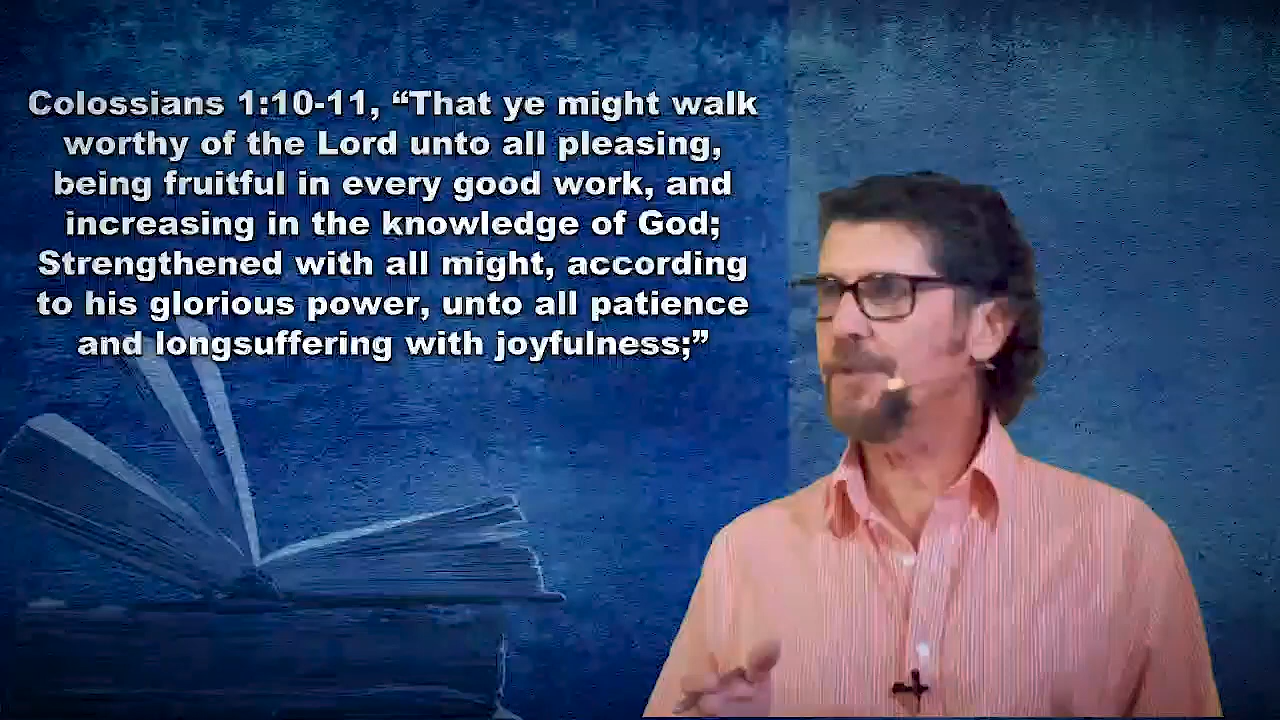 Colossians 1:10-11, “That ye might walk
worthy of the Lord unto all pleasing,
being fruitful in every good work, and
increasing in the knowledge of God;
Strengthened with all might, according
to his glorious power, unto all patience
and longsuffering with joyfulness;”